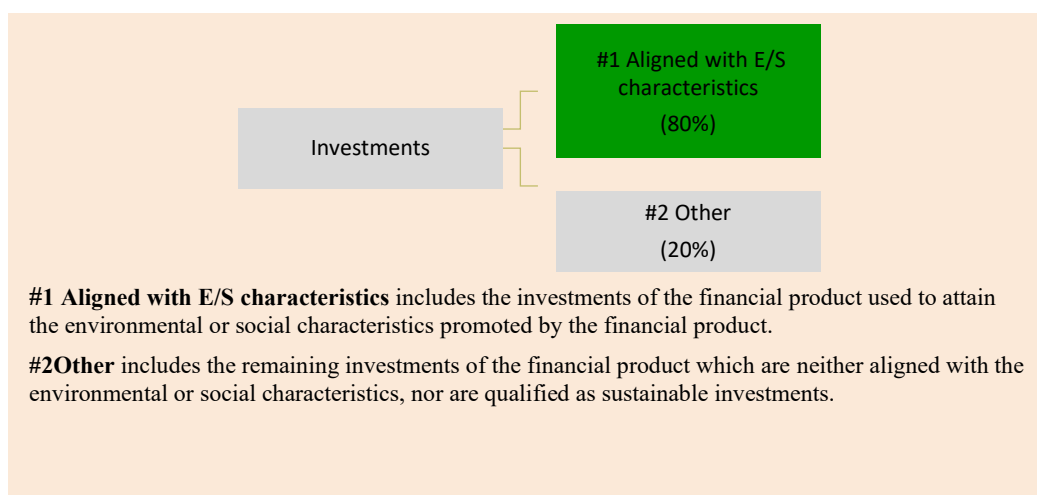 #1 Aligned with E/S
characteristics
(80%)
Investments
#2 Other
(20%)
#1 Aligned with E/S characteristics includes the investments of the financial product used to attain
the environmental or social characteristics promoted by the financial product.
#2Other includes the remaining investments of the financial product which are neither aligned with the
environmental or social characteristics, nor are qualified as sustainable investments.